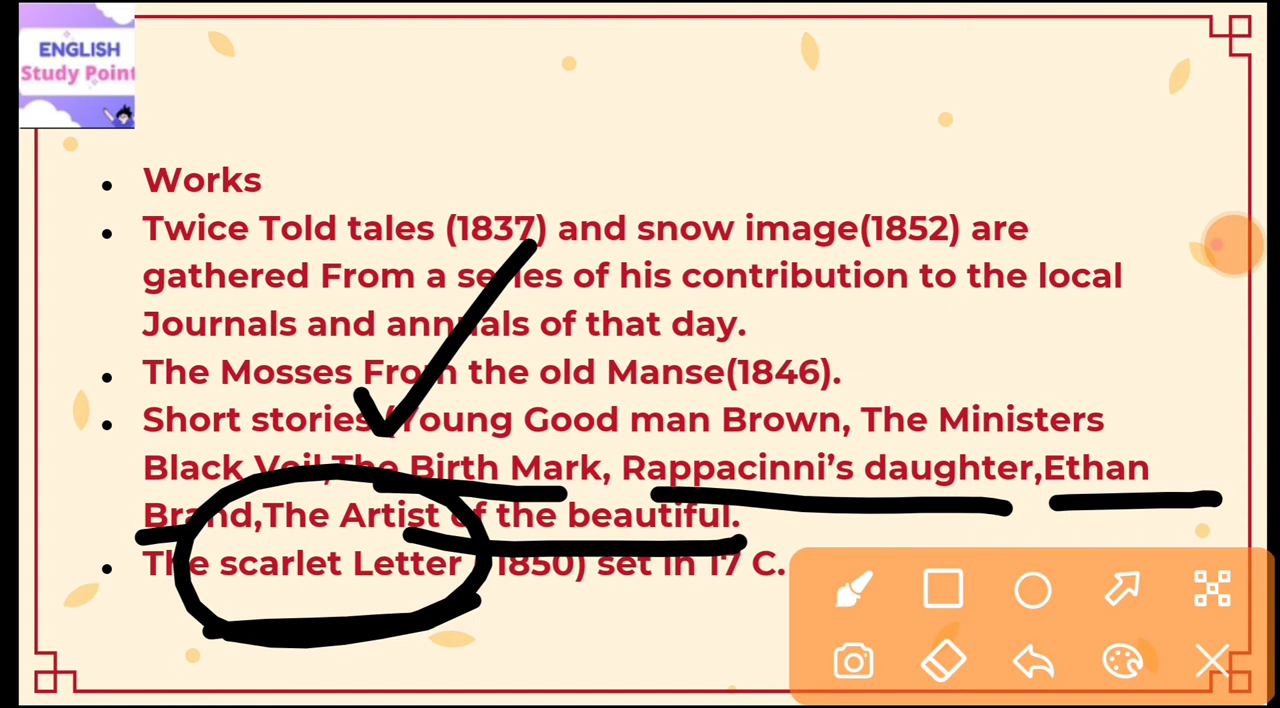 ENGLISH
Study Point
Works
Twice Told tales (1837) and snow image(1852) are
gathered From a series of his contribution to the local
Journals and annuals of that day.
The Mosses From the old Manse(1846).
Short stories (Young Good man Brown, The Ministers
Black Veil,The Birth Mark, Rappacinni's daughter,Ethan
Brand,The Artist of the beautiful.
The scarlet Letter (1850) set in 17 C.